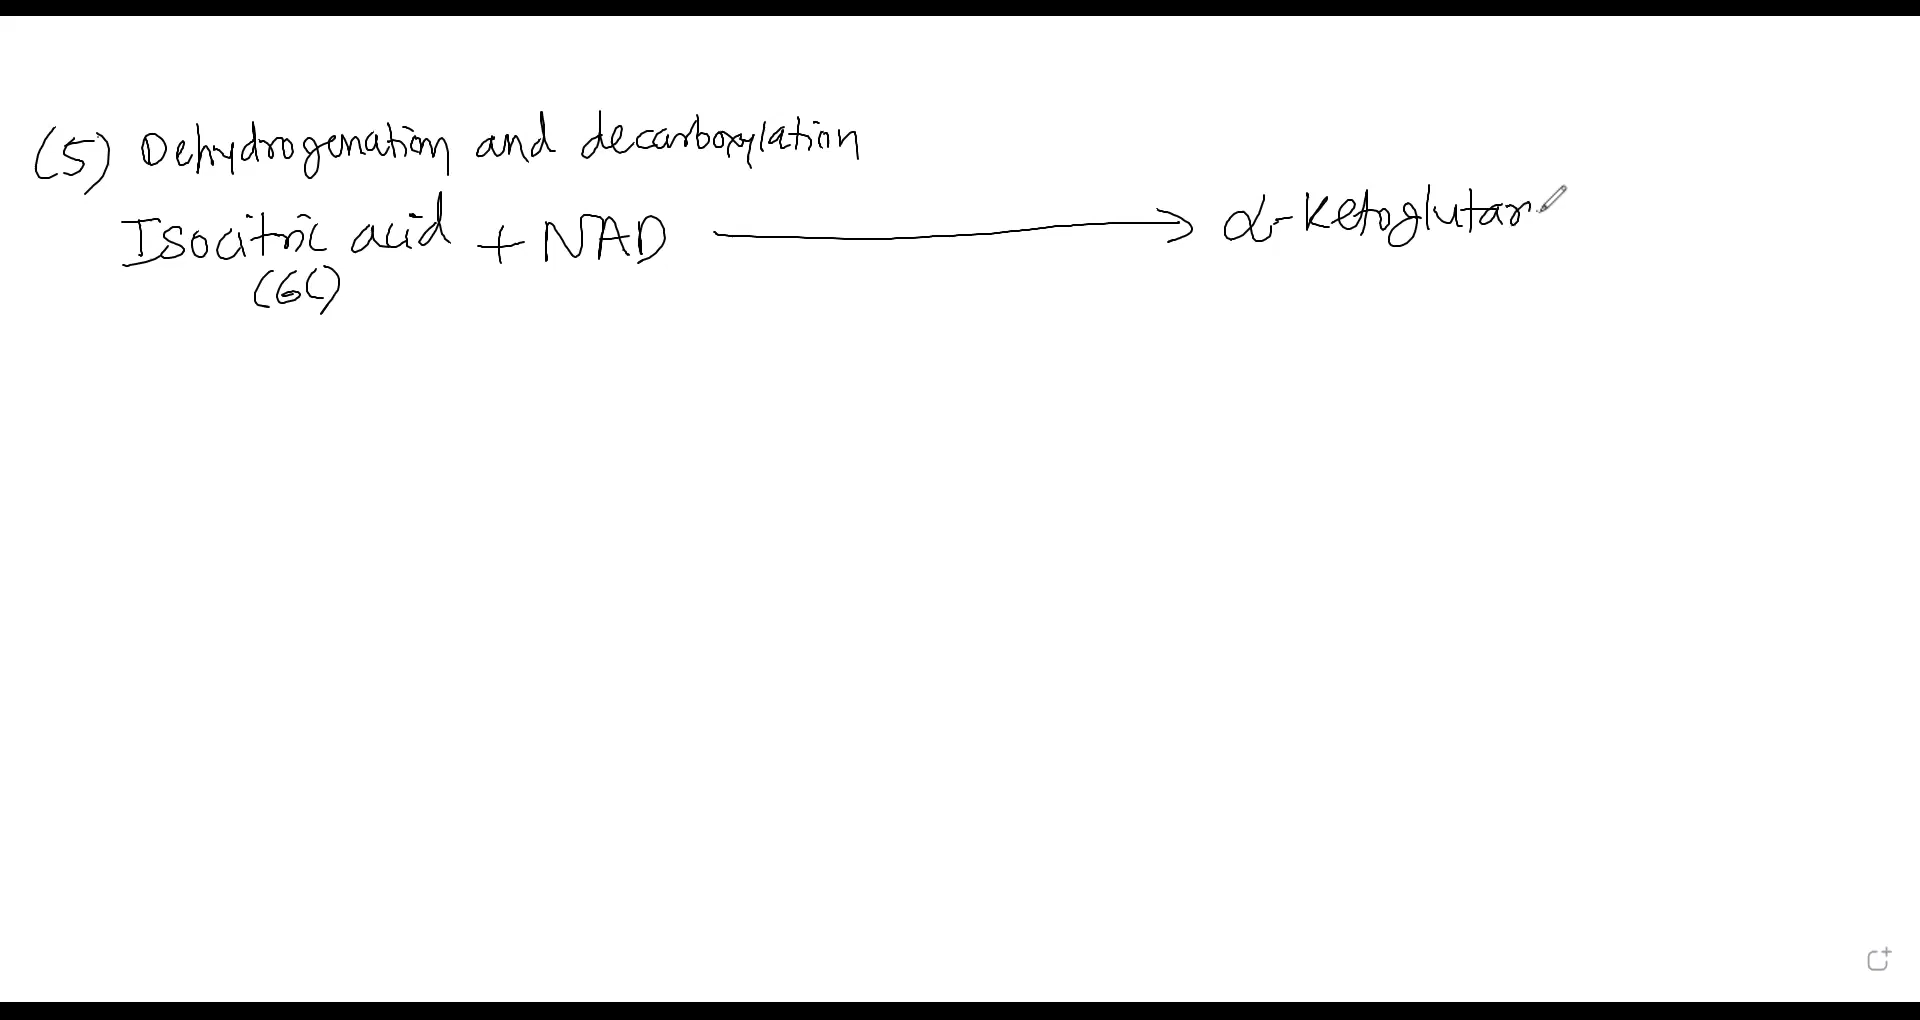 (5) Dehydrogenation and decarboxylation
Isocitric acid + NAD → α-Ketoglutar
(6C)